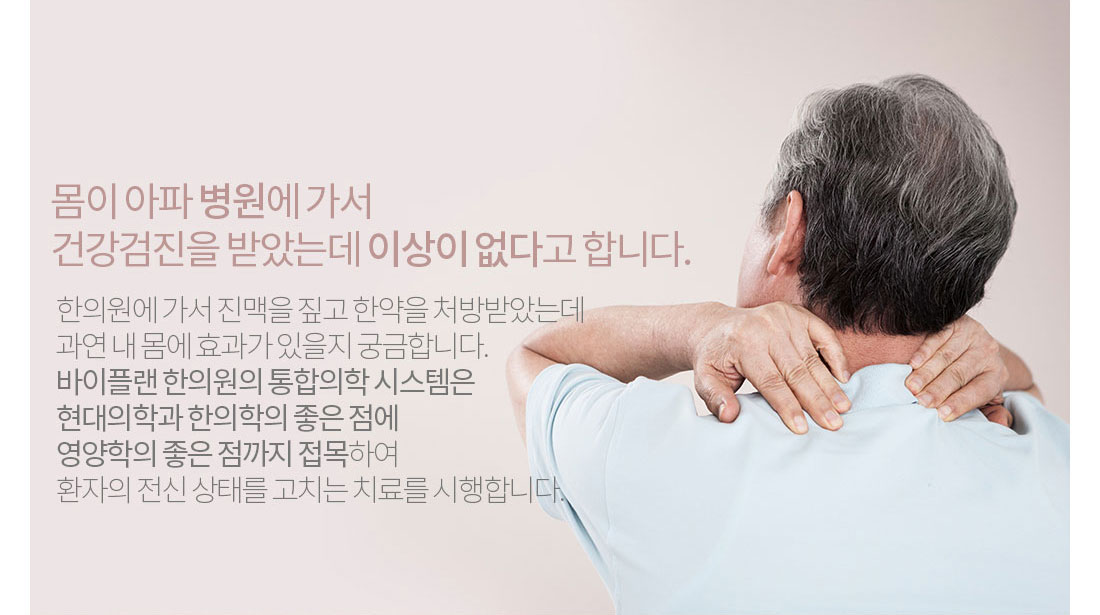 몸이 아파 병원에 가서
건강검진을 받았는데 이상이 없다고 합니다.
한의원에 가서 진맥을 짚고 한약을 처방받았는데
과연 내 몸에 효과가 있을지 궁금합니다.
바이플랜 한의원의 통합의학 시스템은
현대의학과 한의학의 좋은 점에
영양학의 좋은 점까지 접목하여
환자의 전신 상태를 고치는 치료를 시행합니다.